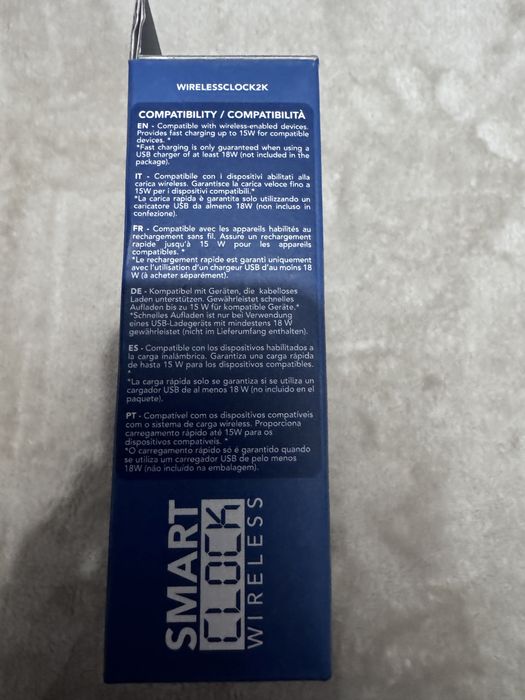 WIRELESSCLOCK2K
COMPATIBILITY / COMPATIBILITÀ
EN - Compatible with wireless-enabled devices.
Provides fast charging up to 15W for compatible
devices. *
*Fast charging is only guaranteed when using a
USB charger of at least 18W (not included in the
package).
IT - Compatibile con i dispositivi abilitati alla
carica wireless. Garantisce la carica veloce fino a
15W per i dispositivi compatibili.*
*La carica rapida è garantita solo utilizzando un
caricatore USB da almeno 18W (non incluso in
confezione).
FR - Compatible avec les appareils habilités au
rechargement sans fil. Assure un rechargement
rapide jusqu'à 15 W pour les appareils
compatibles. *
*Le rechargement rapide est garanti uniquement
avec l'utilisation d'un chargeur USB d'au moins 18
W (à acheter séparément).
DE - Kompatibel mit Geräten, die kabelloses
Laden unterstützen. Gewährleistet schnelles
Aufladen bis zu 15 W für kompatible Geräte.*
*Schnelles Aufladen ist nur bei Verwendung
eines USB-Ladegeräts mit mindestens 18 W
gewährleistet (nicht im Lieferumfang enthalten).
ES - Compatible con los dispositivos habilitados a
la carga inalámbrica. Garantiza una carga rápida
de hasta 15 W para los dispositivos compatibles.
*
*La carga rápida solo se garantiza si se utiliza un
cargador USB de al menos 18 W (no incluido en el
paquete).
PT - Compatível com os dispositivos compatíveis
com o sistema de carga wireless. Proporciona
carregamento rápido até 15W para os
dispositivos compatíveis. *
*O carregamento rápido só é garantido quando
se utiliza um carregador USB de pelo menos
18W (não incluído na embalagem).
SMART
CLOCK
WIRELESS